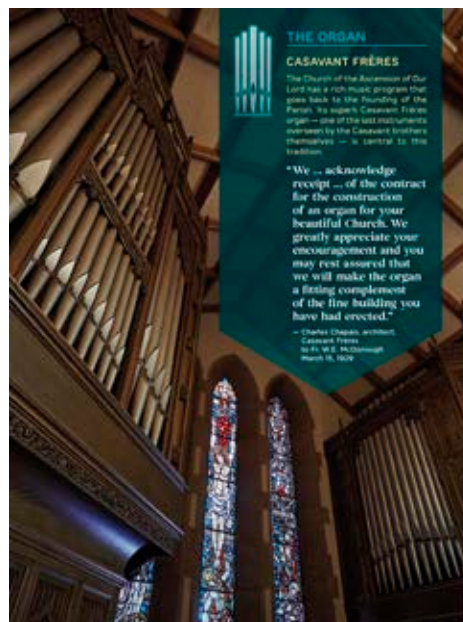 THE ORGAN
CASAVANT FRÈRES
The Church of the Ascension of Our
Lord has a rich music program that
goes back to the founding of the
Parish. Its superb Casavant Frères
organ — one of the last instruments
overseen by the Casavant brothers
themselves — is central to this
tradition.
“We ... acknowledge
receipt ... of the contract
for the construction
of an organ for your
beautiful Church. We
greatly appreciate your
encouragement and you
may rest assured that
we will make the organ
a fitting complement
of the fine building you
have had erected.”
— Charles Chapais, architect,
Casavant Frères
to Fr. W.E. McDonough
March 15, 1929